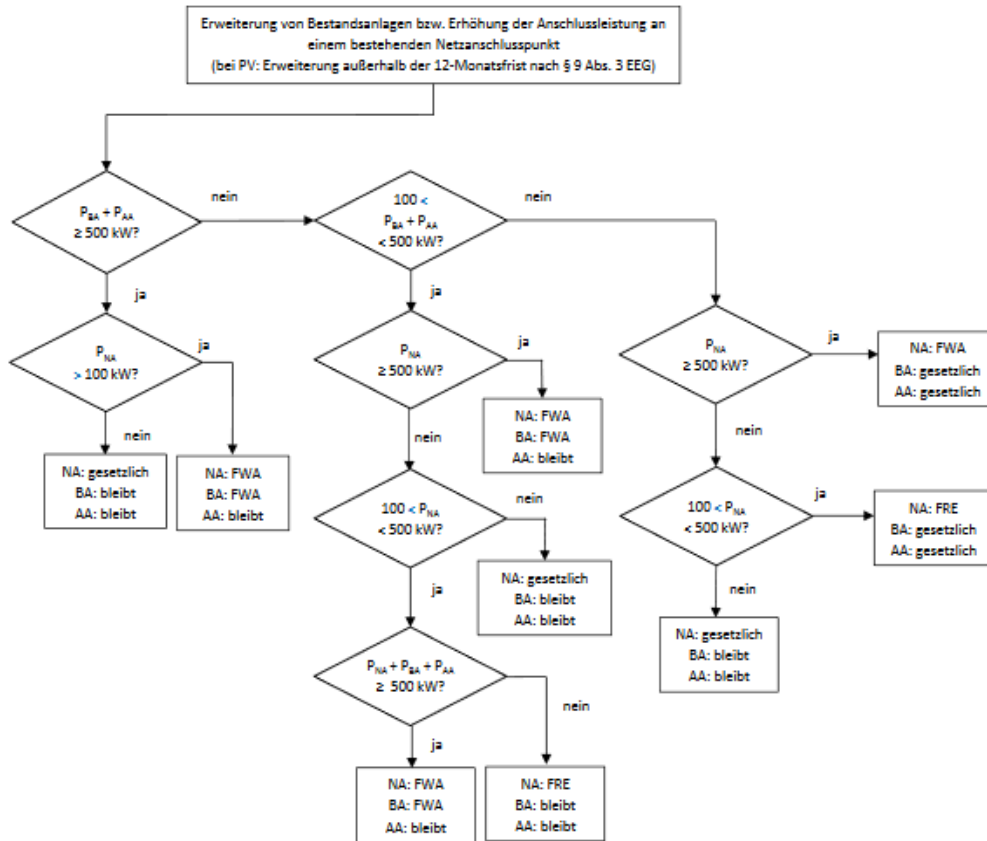 Erweiterung von Bestandsanlagen bzw. Erhöhung der Anschlussleistung an
einem bestehenden Netzanschlusspunkt
(bei PV: Erweiterung außerhalb der 12-Monatsfrist nach § 9 Abs. 3 EEG)
P_BA + P_AA
≥ 500 kW?
nein
100 <
P_BA + P_AA
< 500 kW?
nein
ja
ja
P_NA
> 100 kW?
ja
nein
P_NA
≥ 500 kW?
ja
nein
P_NA
≥ 500 kW?
ja
nein
NA: FWA
BA: gesetzlich
AA: gesetzlich
NA: FWA
BA: FWA
AA: bleibt
NA: gesetzlich
BA: bleibt
AA: bleibt
NA: FWA
BA: FWA
AA: bleibt
100 < P_NA
< 500 kW?
nein
ja
100 < P_NA
< 500 kW?
ja
nein
NA: FRE
BA: gesetzlich
AA: gesetzlich
NA: gesetzlich
BA: bleibt
AA: bleibt
NA: gesetzlich
BA: bleibt
AA: bleibt
P_NA + P_BA + P_AA
≥ 500 kW?
nein
ja
NA: FWA
BA: FWA
AA: bleibt
NA: FRE
BA: bleibt
AA: bleibt